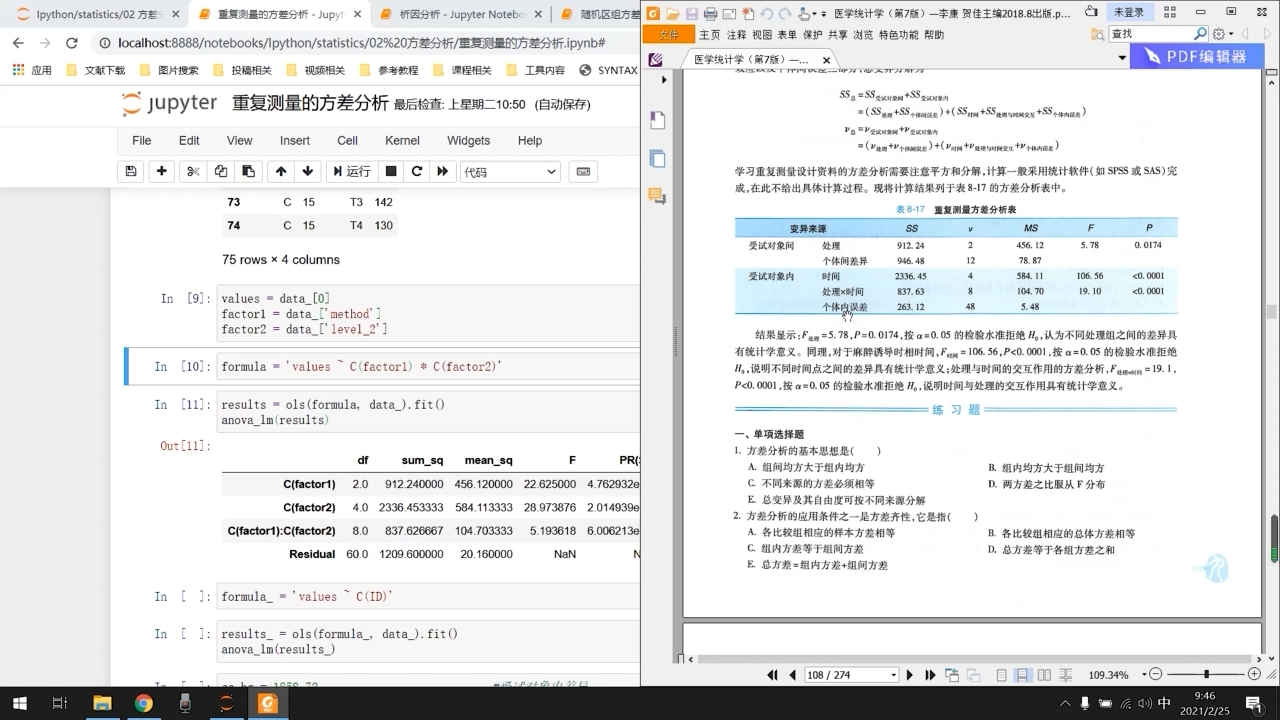 lpython/statistics/02 方差分
重复测量的方差分析 - Jupyter
析因分析 - Jupyter Notebo
随机区组方
localhost:8888/notebooks/lpython/statistics/02%20方差分析/重复测量的方差分析.ipynb#
应用 文献下载 图片搜索 投稿相关 视频相关 参考教程 课程相关 工具内容 SYNTAX
jupyter 重复测量的方差分析 最后检查: 上星期二10:50 (自动保存)
File Edit View Insert Cell Kernel Widgets Help
运行 代码
73 C 15 T3 142
74 C 15 T4 130
75 rows × 4 columns
In [9]: values = data_[0]
factor1 = data_['method']
factor2 = data_['level_2']
In [10]: formula = 'values ~ C(factor1) * C(factor2)'
In [11]: results = ols(formula, data_).fit()
anova_lm(results)
Out[11]:
df sum_sq mean_sq F PR(
C(factor1) 2.0 912.240000 456.120000 22.625000 4.762932e
C(factor2) 4.0 2336.453333 584.113333 28.973876 2.014939e
C(factor1):C(factor2) 8.0 837.626667 104.703333 5.193618 6.006213e
Residual 60.0 1209.600000 20.160000 NaN N
In [ ]: formula_ = 'values ~ C(ID)'
In [ ]: results_ = ols(formula_, data_).fit()
anova_lm(results_)
医学统计学（第7版）—李康 贺佳主编2018.8出版.p...
未登录
文件 主页 注释 视图 表单 保护 共享 浏览 特色功能 帮助
查找
医学统计学（第7版）—...
PDF编辑器
SS总 = SS受试对象间 + SS受试对象内
= (SS处理 + SS个体间误差) + (SS时间 + SS处理与时间交互 + SS个体内误差)
ν总 = ν受试对象间 + ν受试对象内
= (ν处理 + ν个体间误差) + (ν时间 + ν处理与时间交互 + ν个体内误差)
学习重复测量设计资料的方差分析需要注意平方和分解,计算一般采用统计软件(如 SPSS 或 SAS)完
成,在此不给出具体计算过程。现将计算结果列于表 8-17 的方差分析表中。
表 8-17 重复测量方差分析表
变异来源 SS ν MS F P
受试对象间 处理 912.24 2 456.12 5.78 0.0174
个体间差异 946.48 12 78.87
受试对象内 时间 2336.45 4 584.11 106.56 <0.0001
处理×时间 837.63 8 104.70 19.10 <0.0001
个体内误差 263.12 48 5.48
结果显示:F处理=5.78,P=0.0174,按 α=0.05 的检验水准拒绝 H0,认为不同处理组之间的差异具
有统计学意义。同理,对于麻醉诱导时相时间,F时间=106.56,P<0.0001,按 α=0.05 的检验水准拒绝
H0,说明不同时间点之间的差异具有统计学意义;处理与时间的交互作用的方差分析,F处理×时间=19.1,
P<0.0001,按 α=0.05 的检验水准拒绝 H0,说明时间与处理的交互作用具有统计学意义。
练习题
一、单项选择题
1. 方差分析的基本思想是( )
A. 组间均方大于组内均方 B. 组内均方大于组间均方
C. 不同来源的方差必须相等 D. 两方差之比服从 F 分布
E. 总变异及其自由度可按不同来源分解
2. 方差分析的应用条件之一是方差齐性,它是指( )
A. 各比较组相应的样本方差相等 B. 各比较组相应的总体方差相等
C. 组内方差等于组间方差 D. 总方差等于各组方差之和
E. 总方差=组内方差+组间方差
108 / 274
109.34%
中
9:46
2021/2/25